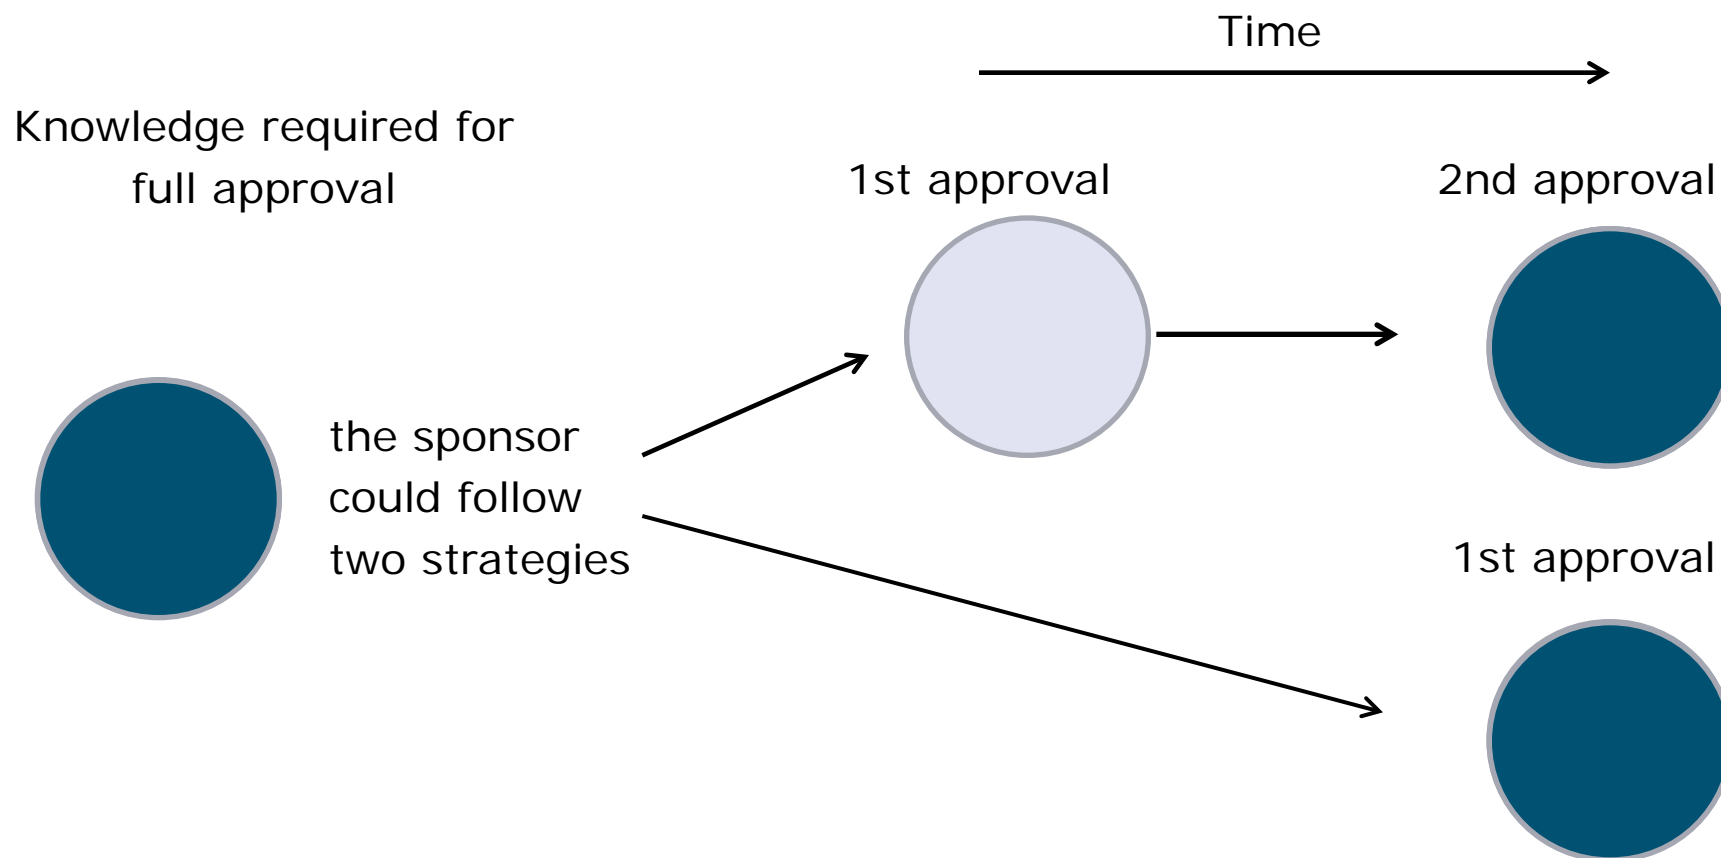 Time
Knowledge required for
full approval
1st approval
2nd approval
the sponsor
could follow
two strategies
1st approval